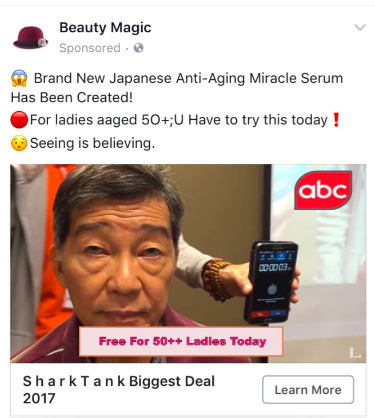 Beauty Magic
Sponsored ·
😱 Brand New Japanese Anti-Aging Miracle Serum
Has Been Created!
🔴For ladies aaged 5O+;U Have to try this today❗
😯Seeing is believing.
abc
00:00:03
Free For 50++ Ladies Today
S h a r k T a n k Biggest Deal
2017
Learn More